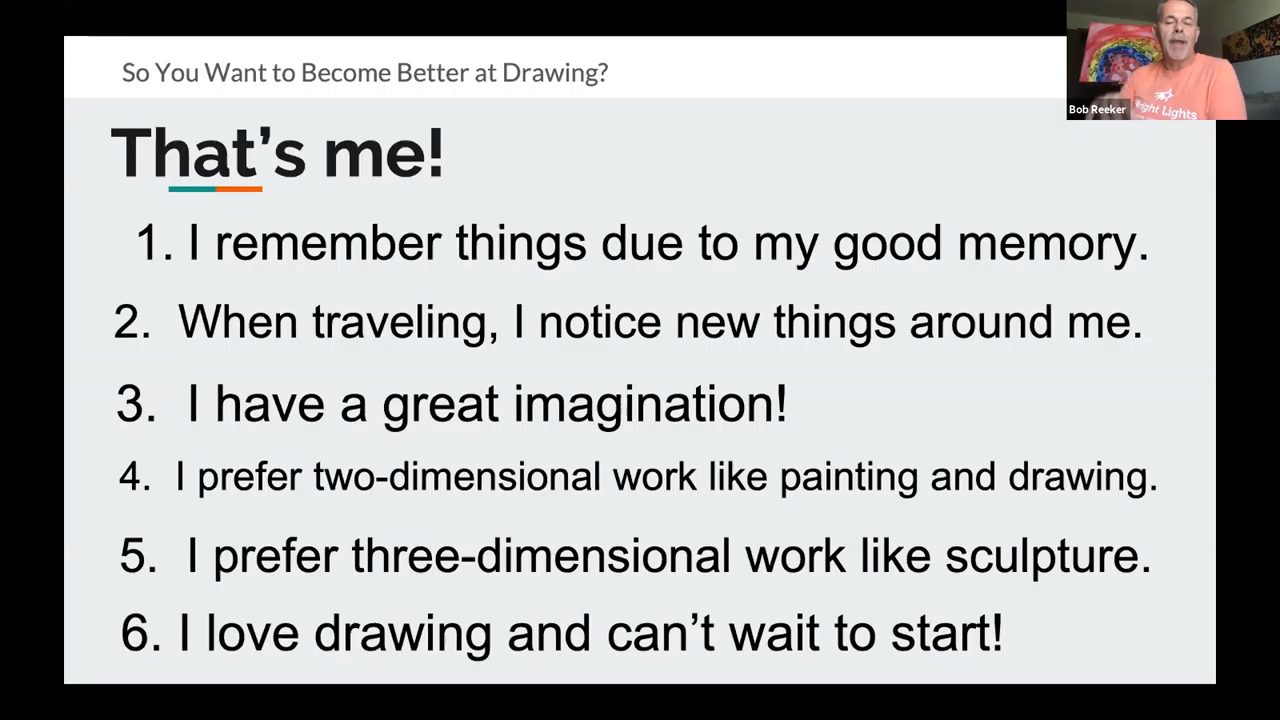 So You Want to Become Better at Drawing?
Bob Reeker
right Lights
That's me!
1. I remember things due to my good memory.
2. When traveling, I notice new things around me.
3. I have a great imagination!
4. I prefer two-dimensional work like painting and drawing.
5. I prefer three-dimensional work like sculpture.
6. I love drawing and can't wait to start!